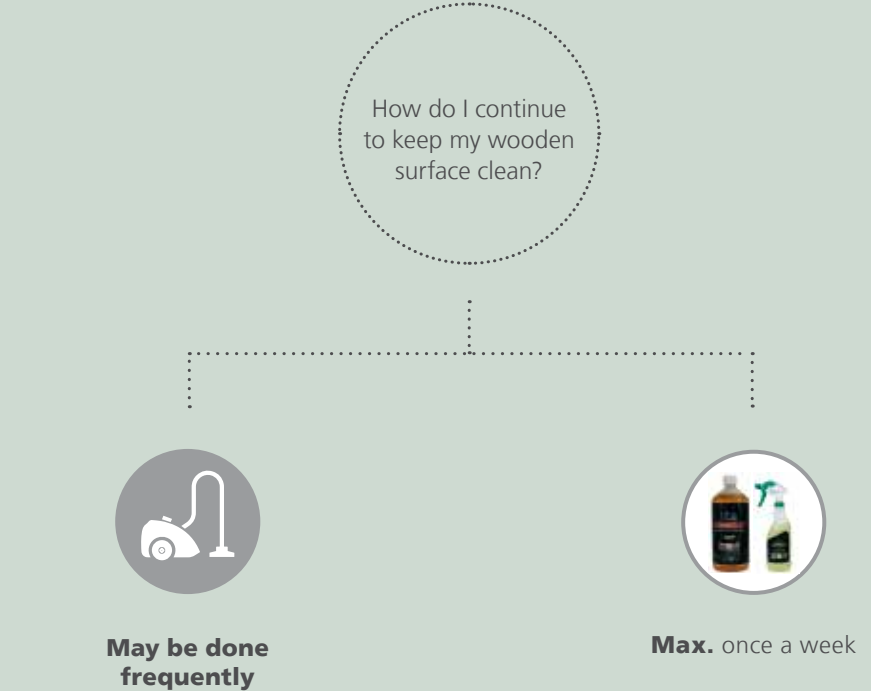 How do I continue
to keep my wooden
surface clean?
May be done
frequently
Max. once a week